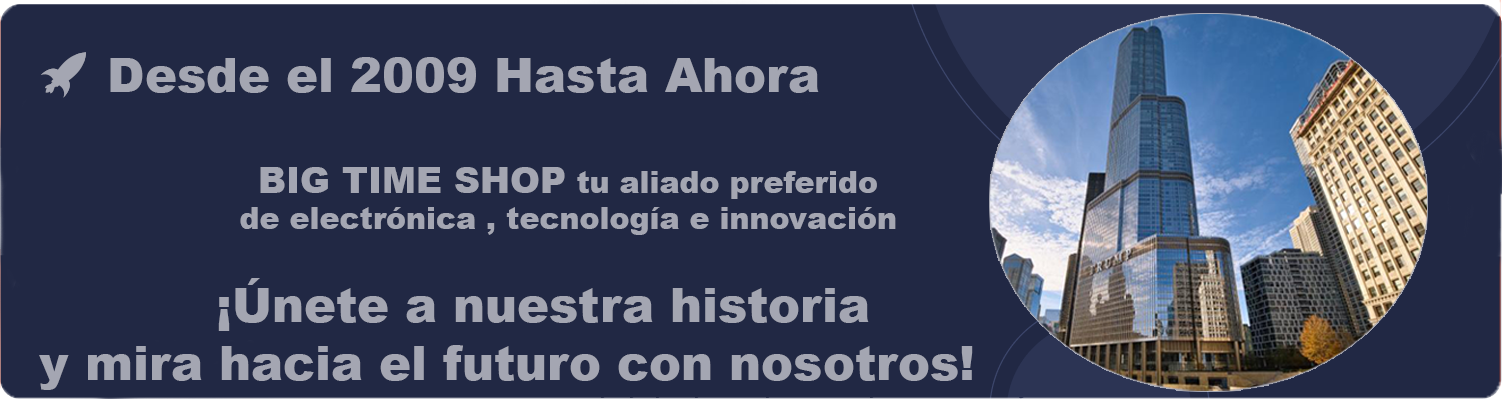 Desde el 2009 Hasta Ahora
BIG TIME SHOP tu aliado preferido
de electrónica , tecnología e innovación
¡Únete a nuestra historia
y mira hacia el futuro con nosotros!
TRUMP